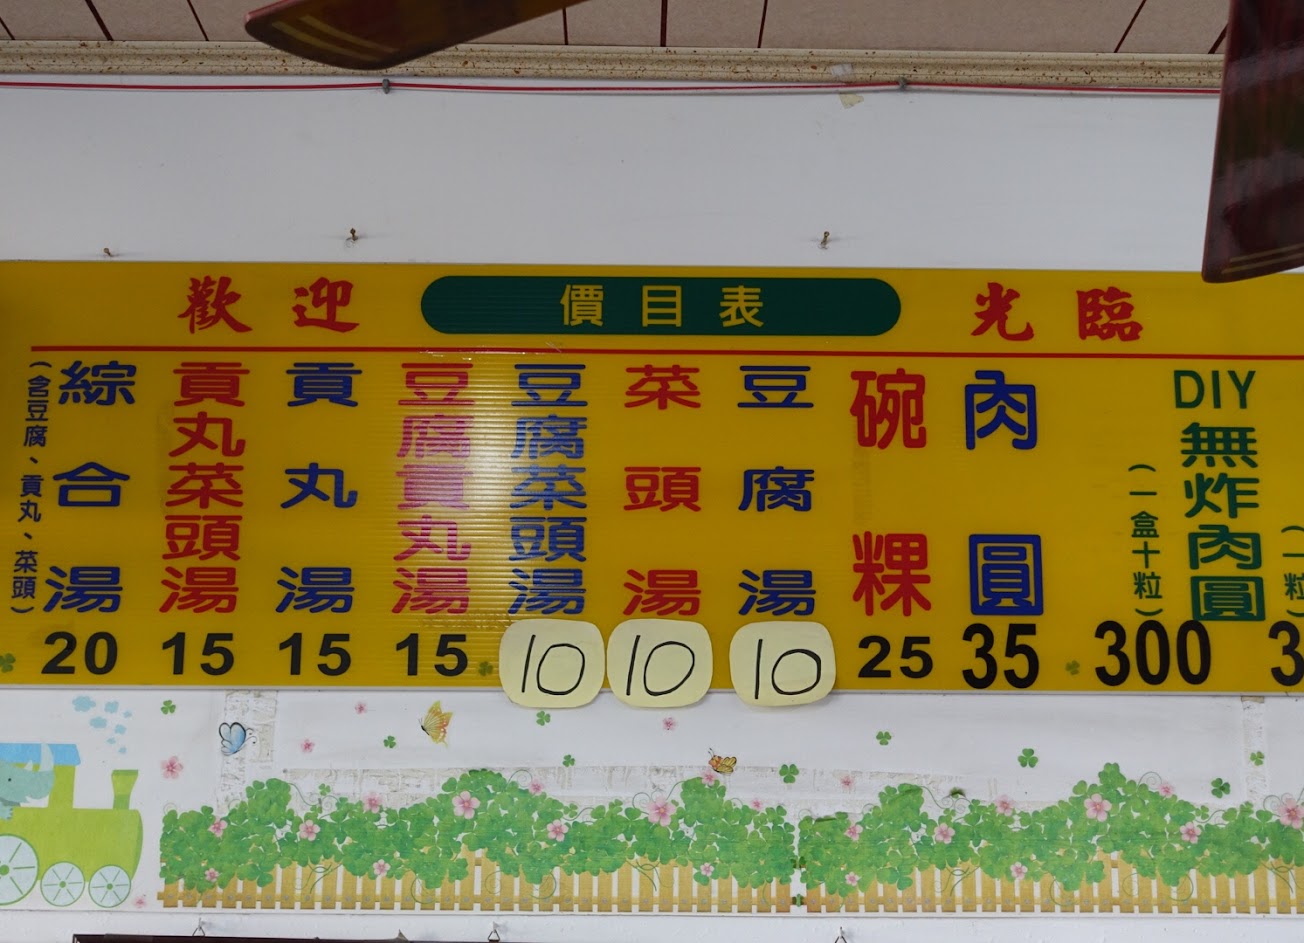 歡迎 價目表 光臨
DIY無炸肉圓
(一盒十粒)
300
肉圓
35
碗粿
25
豆腐湯
10
菜頭湯
10
豆腐菜頭湯
10
豆腐貢丸湯
15
貢丸湯
15
貢丸菜頭湯
15
綜合湯
(含豆腐、貢丸、菜頭)
20